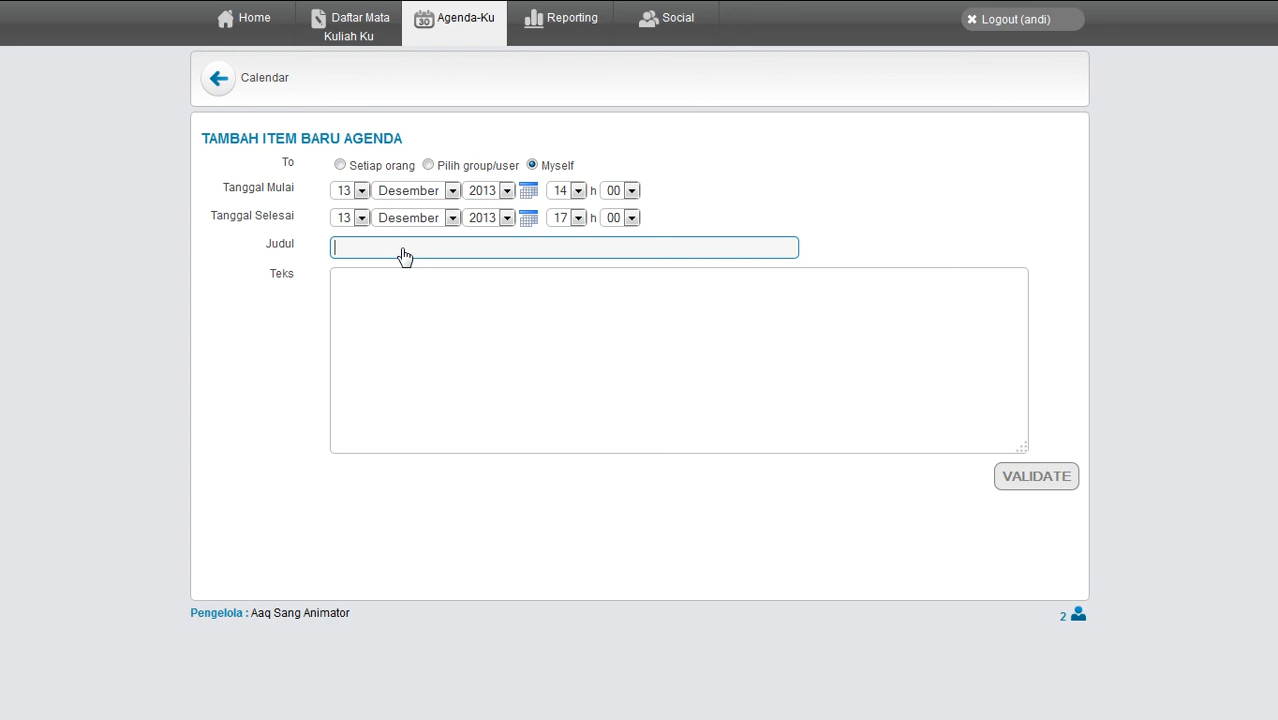 Home Daftar Mata Agenda-Ku Reporting Social Logout (andi)
Kuliah Ku
30
Calendar
TAMBAH ITEM BARU AGENDA
To Setiap orang Pilih group/user Myself
Tanggal Mulai 13 Desember 2013 14 h 00
Tanggal Selesai 13 Desember 2013 17 h 00
Judul
Teks
VALIDATE
Pengelola : Aaq Sang Animator 2